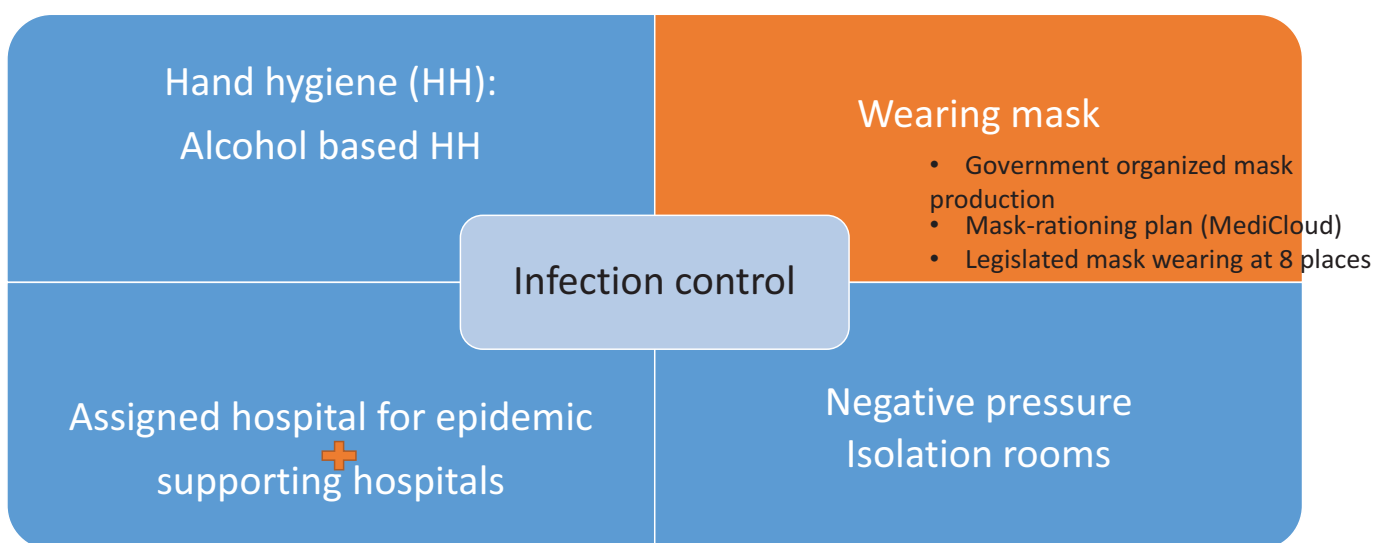 Hand hygiene (HH):
Alcohol based HH
Wearing mask
• Government organized mask
production
• Mask-rationing plan (MediCloud)
• Legislated mask wearing at 8 places
Infection control
Assigned hospital for epidemic
supporting hospitals
Negative pressure
Isolation rooms